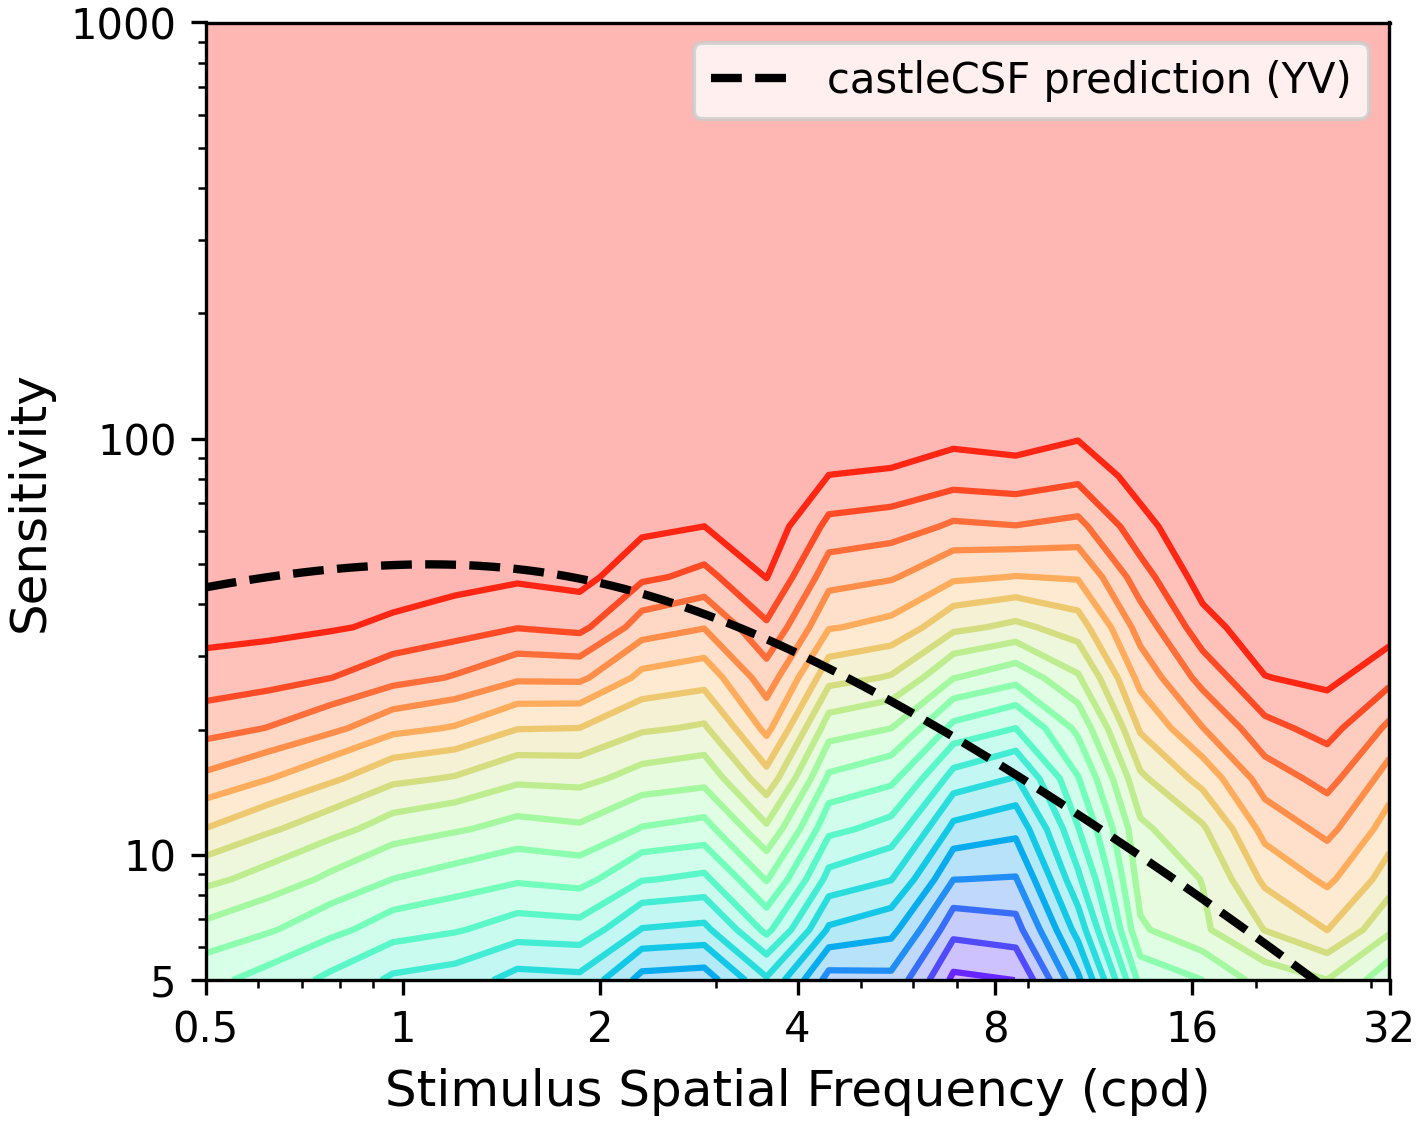 1000
castleCSF prediction (YV)
Sensitivity
100
10
5
0.5 1 2 4 8 16 32
Stimulus Spatial Frequency (cpd)